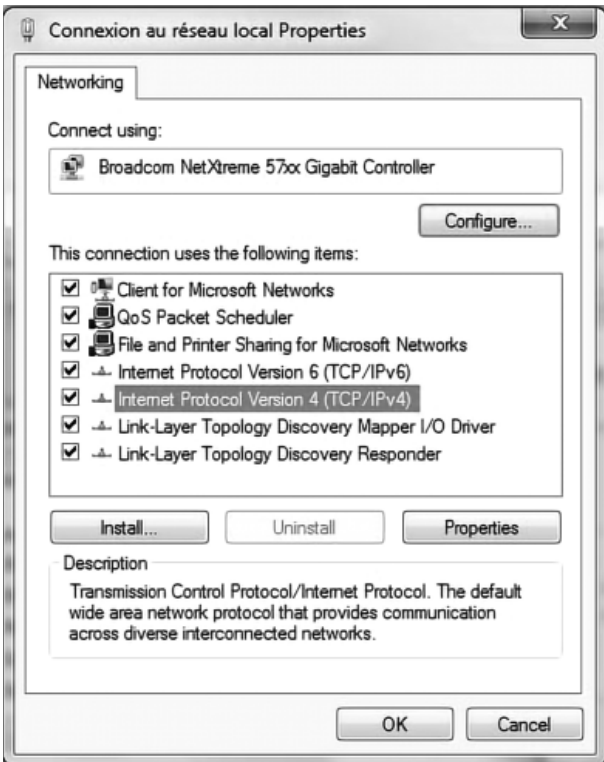 Connexion au réseau local Properties
X
Networking
Connect using:
Broadcom NetXtreme 57xx Gigabit Controller
Configure...
This connection uses the following items:
Client for Microsoft Networks
QoS Packet Scheduler
File and Printer Sharing for Microsoft Networks
Internet Protocol Version 6 (TCP/IPv6)
Internet Protocol Version 4 (TCP/IPv4)
Link-Layer Topology Discovery Mapper I/O Driver
Link-Layer Topology Discovery Responder
Install... Uninstall Properties
Description
Transmission Control Protocol/Internet Protocol. The default
wide area network protocol that provides communication
across diverse interconnected networks.
OK Cancel